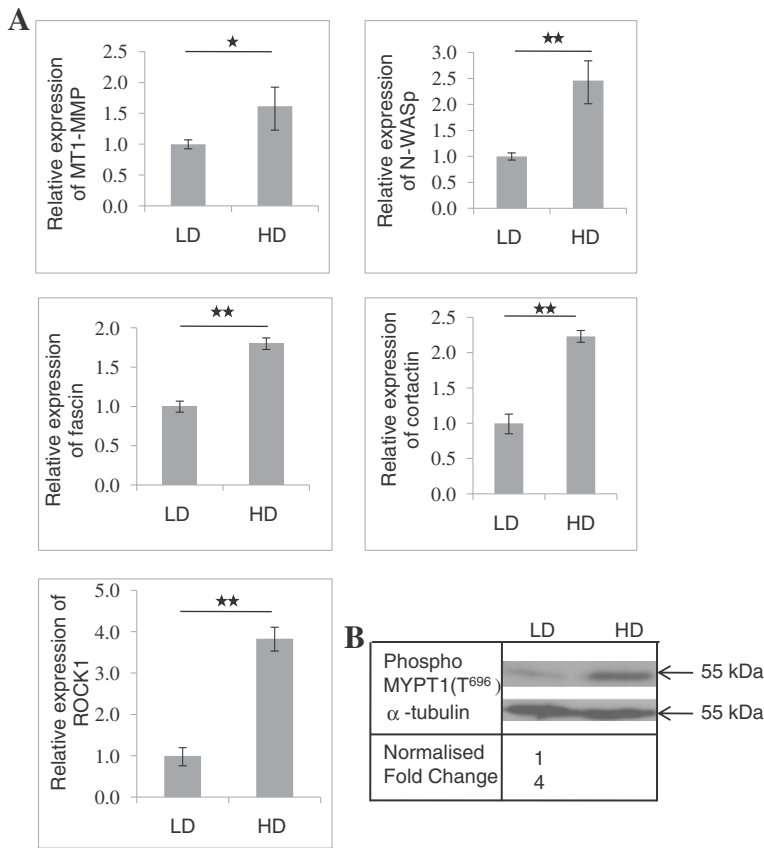 A
Relative expression
of MT1-MMP
2.5
2.0
1.5
1.0
0.5
0.0
★
LD HD
Relative expression
of N-WASp
3.0
2.5
2.0
1.5
1.0
0.5
0.0
★★
LD HD
Relative expression
of fascin
2.0
1.5
1.0
0.5
0.0
★★
LD HD
Relative expression
of cortactin
2.5
2.0
1.5
1.0
0.5
0.0
★★
LD HD
Relative expression of
ROCK1
5.0
4.0
3.0
2.0
1.0
0.0
★★
LD HD
B
LD HD
Phospho
MYPT1(T⁶⁹⁶)
55 kDa
α -tubulin
55 kDa
Normalised
Fold Change
1
4